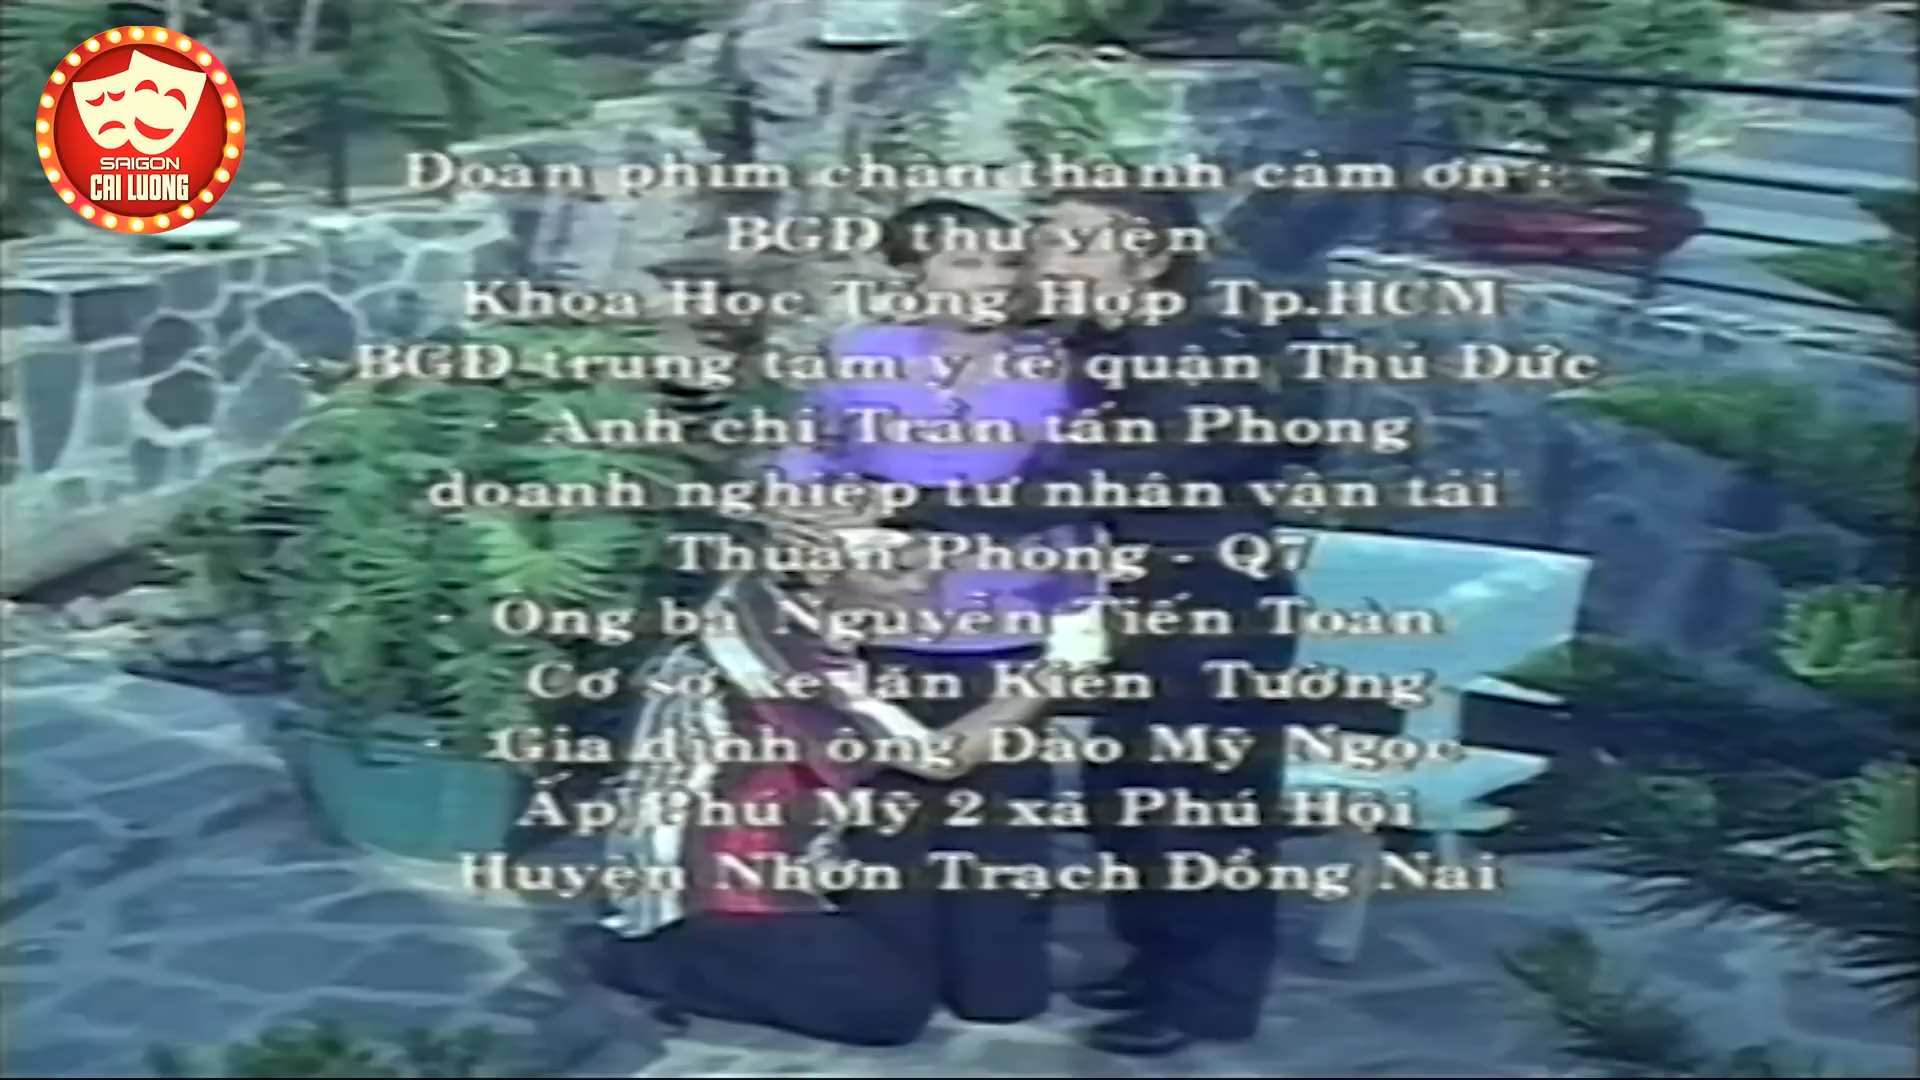 SAIGON
CAI LUONG
Đoàn phim chân thành cảm ơn :
BGĐ thư viện
Khoa Học Tổng Hợp Tp.HCM
BGĐ trung tâm y tế quận Thủ Đức
Anh chị Trần tấn Phong
doanh nghiệp tư nhân vận tải
Thuận Phong - Q7
Ông bà Nguyễn Tiến Toàn
Cơ sở Kiến Tường
Gia đình ông Đào Mỹ Ngọc
Ấp Phú Mỹ 2 xã Phú Hội
Huyện Nhơn Trạch Đồng Nai